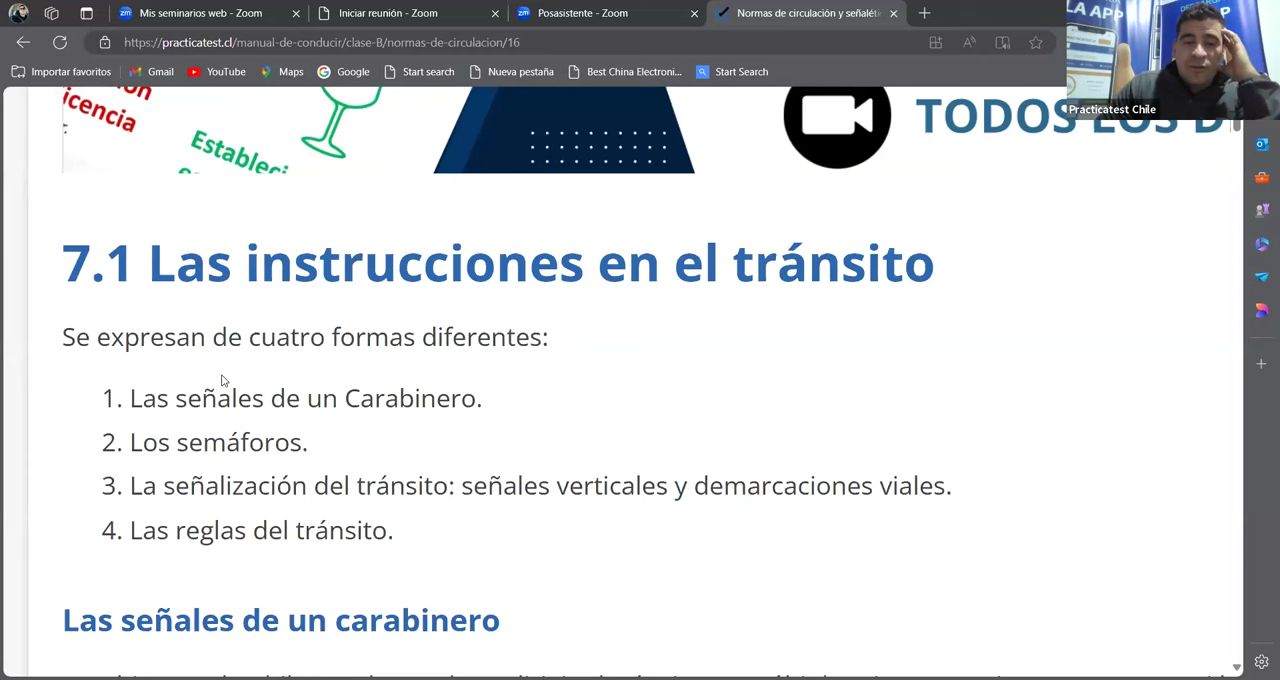 Mis seminarios web - Zoom
Iniciar reunión - Zoom
Posasistente - Zoom
Normas de circulación y señaléti
https://practicatest.cl/manual-de-conducir/clase-B/normas-de-circulacion/16
Importar favoritos
Gmail
YouTube
Maps
Google
Start search
Nueva pestaña
Best China Electroni...
Start Search
LA APP
Practicatest Chile
icencia
Estableci
TODOS LOS D
7.1 Las instrucciones en el tránsito
Se expresan de cuatro formas diferentes:
1. Las señales de un Carabinero.
2. Los semáforos.
3. La señalización del tránsito: señales verticales y demarcaciones viales.
4. Las reglas del tránsito.
Las señales de un carabinero